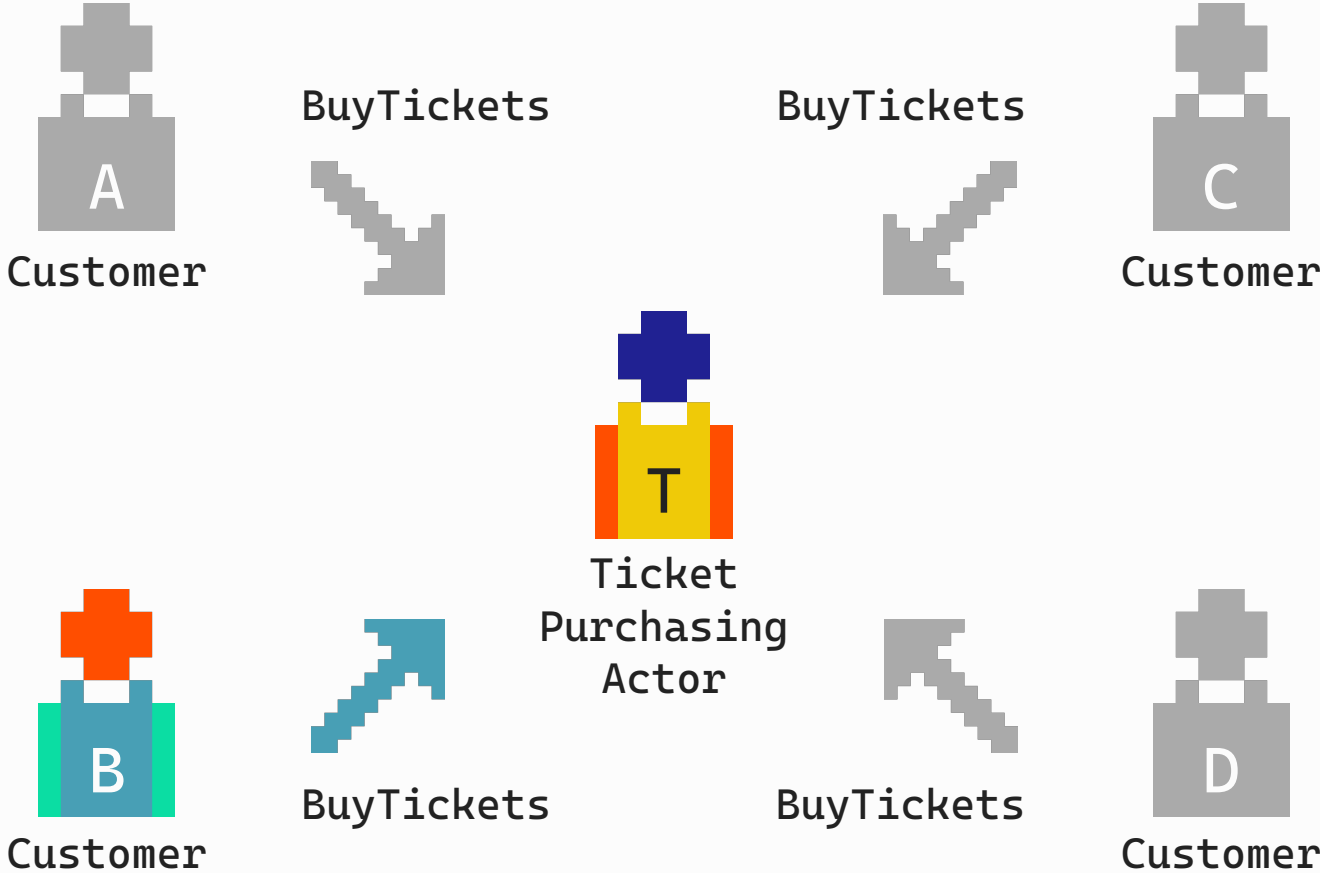 BuyTickets
BuyTickets
A
C
Customer
Customer
T
Ticket
Purchasing
Actor
B
D
BuyTickets
BuyTickets
Customer
Customer